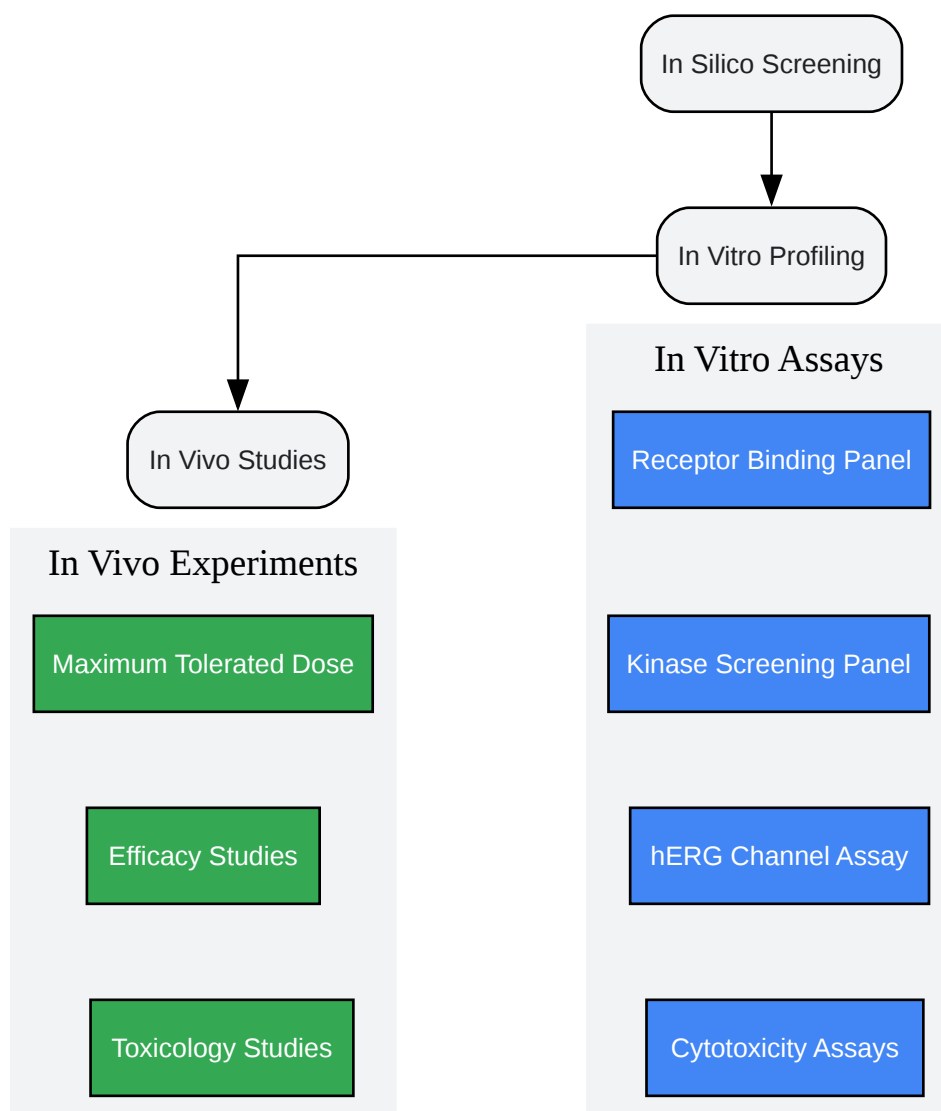 In Silico Screening
In Vitro Profiling
In Vitro Assays
In Vivo Studies
Receptor Binding Panel
In Vivo Experiments
Maximum Tolerated Dose
Kinase Screening Panel
Efficacy Studies
hERG Channel Assay
Toxicology Studies
Cytotoxicity Assays